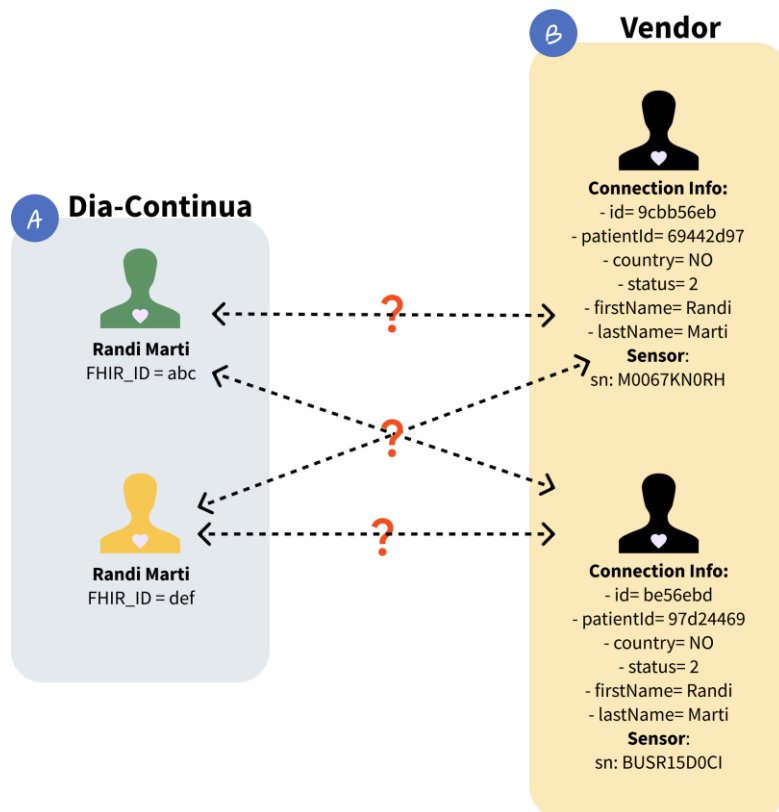 A
Dia-Continua
Randi Marti
FHIR_ID = abc
Randi Marti
FHIR_ID = def
?
?
?
B
Vendor
Connection Info:
- id= 9cbb56eb
- patientId= 69442d97
- country= NO
- status= 2
- firstName= Randi
- lastName= Marti
Sensor:
sn: M0067KN0RH
Connection Info:
- id= be56ebd
- patientId= 97d24469
- country= NO
- status= 2
- firstName= Randi
- lastName= Marti
Sensor:
sn: BUSR15D0CI